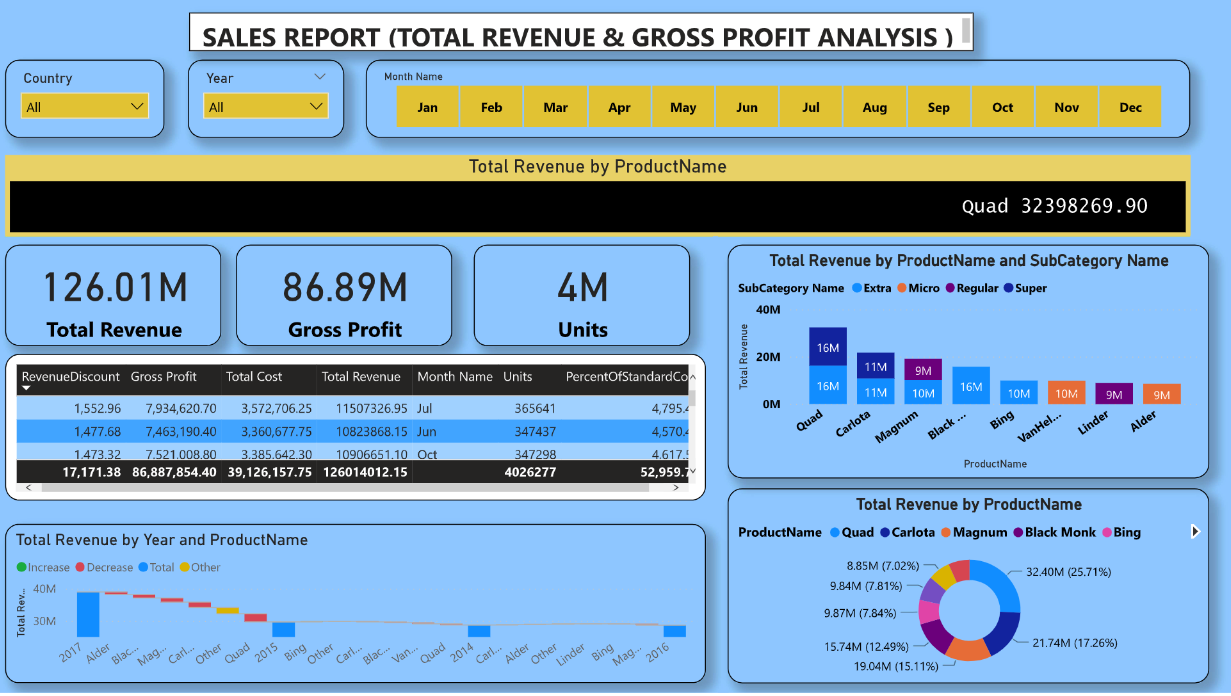 SALES REPORT (TOTAL REVENUE & GROSS PROFIT ANALYSIS )
Country
All
Year
All
Month Name
Jan Feb Mar Apr May Jun Jul Aug Sep Oct Nov Dec
Total Revenue by ProductName
Quad 32398269.90
126.01M
Total Revenue
86.89M
Gross Profit
4M
Units
RevenueDiscount Gross Profit Total Cost Total Revenue Month Name Units PercentOfStandardCo
1,552.96 7,934,620.70 3,572,706.25 11507326.95 Jul 365641 4,795.4
1,477.68 7,463,190.40 3,360,677.75 10823868.15 Jun 347437 4,570.4
1,473.32 7,521,008.80 3,385,642.30 10906651.10 Oct 347298 4,617.5
17,171.38 86,887,854.40 39,126,157.75 126014012.15 4026277 52,959.7
Total Revenue by Year and ProductName
Increase Decrease Total Other
Total Rev...
40M
30M
2017 Alder Blac... Mag... Carl... Other Quad 2015 Bing Other Carl... Blac... Van... Quad 2014 Carl... Alder Other Linder Bing Mag... 2016
Total Revenue by ProductName and SubCategory Name
SubCategory Name Extra Micro Regular Super
Total Revenue
40M
20M
0M
16M 11M 9M
16M 11M 10M 16M 10M 10M 9M 9M
Quad Carlota Magnum Black ... Bing VanHel... Linder Alder
ProductName
Total Revenue by ProductName
ProductName Quad Carlota Magnum Black Monk Bing
8.85M (7.02%)
32.40M (25.71%)
9.84M (7.81%)
9.87M (7.84%)
15.74M (12.49%)
21.74M (17.26%)
19.04M (15.11%)